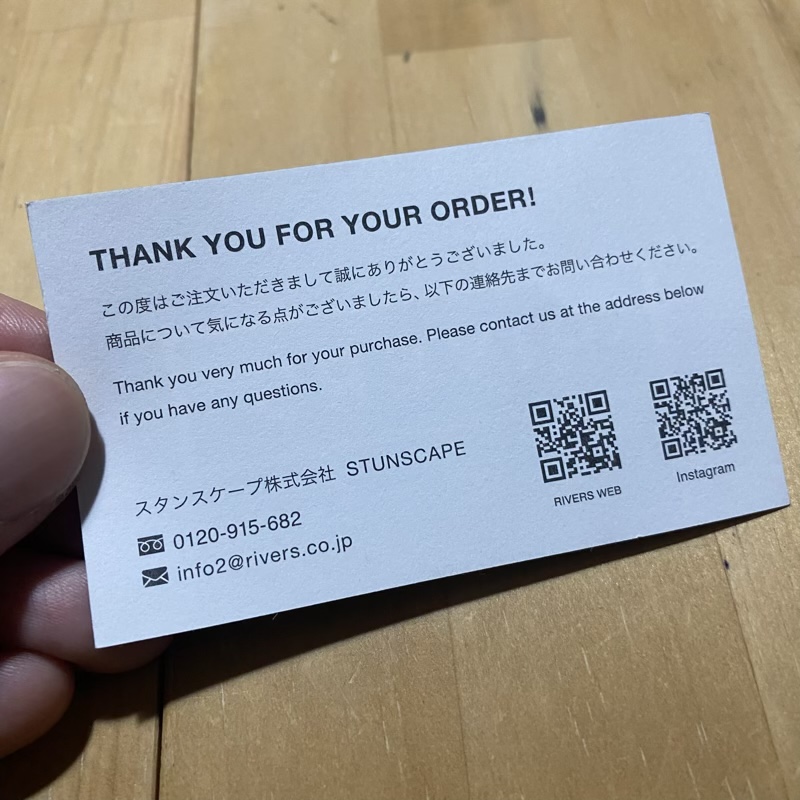 THANK YOU FOR YOUR ORDER!
この度はご注文いただきまして誠にありがとうございました。
商品について気になる点がございましたら、以下の連絡先までお問い合わせください。
Thank you very much for your purchase. Please contact us at the address below
if you have any questions.
スタンスケープ株式会社 STUNSCAPE
0120-915-682
info2@rivers.co.jp
RIVERS WEB
Instagram